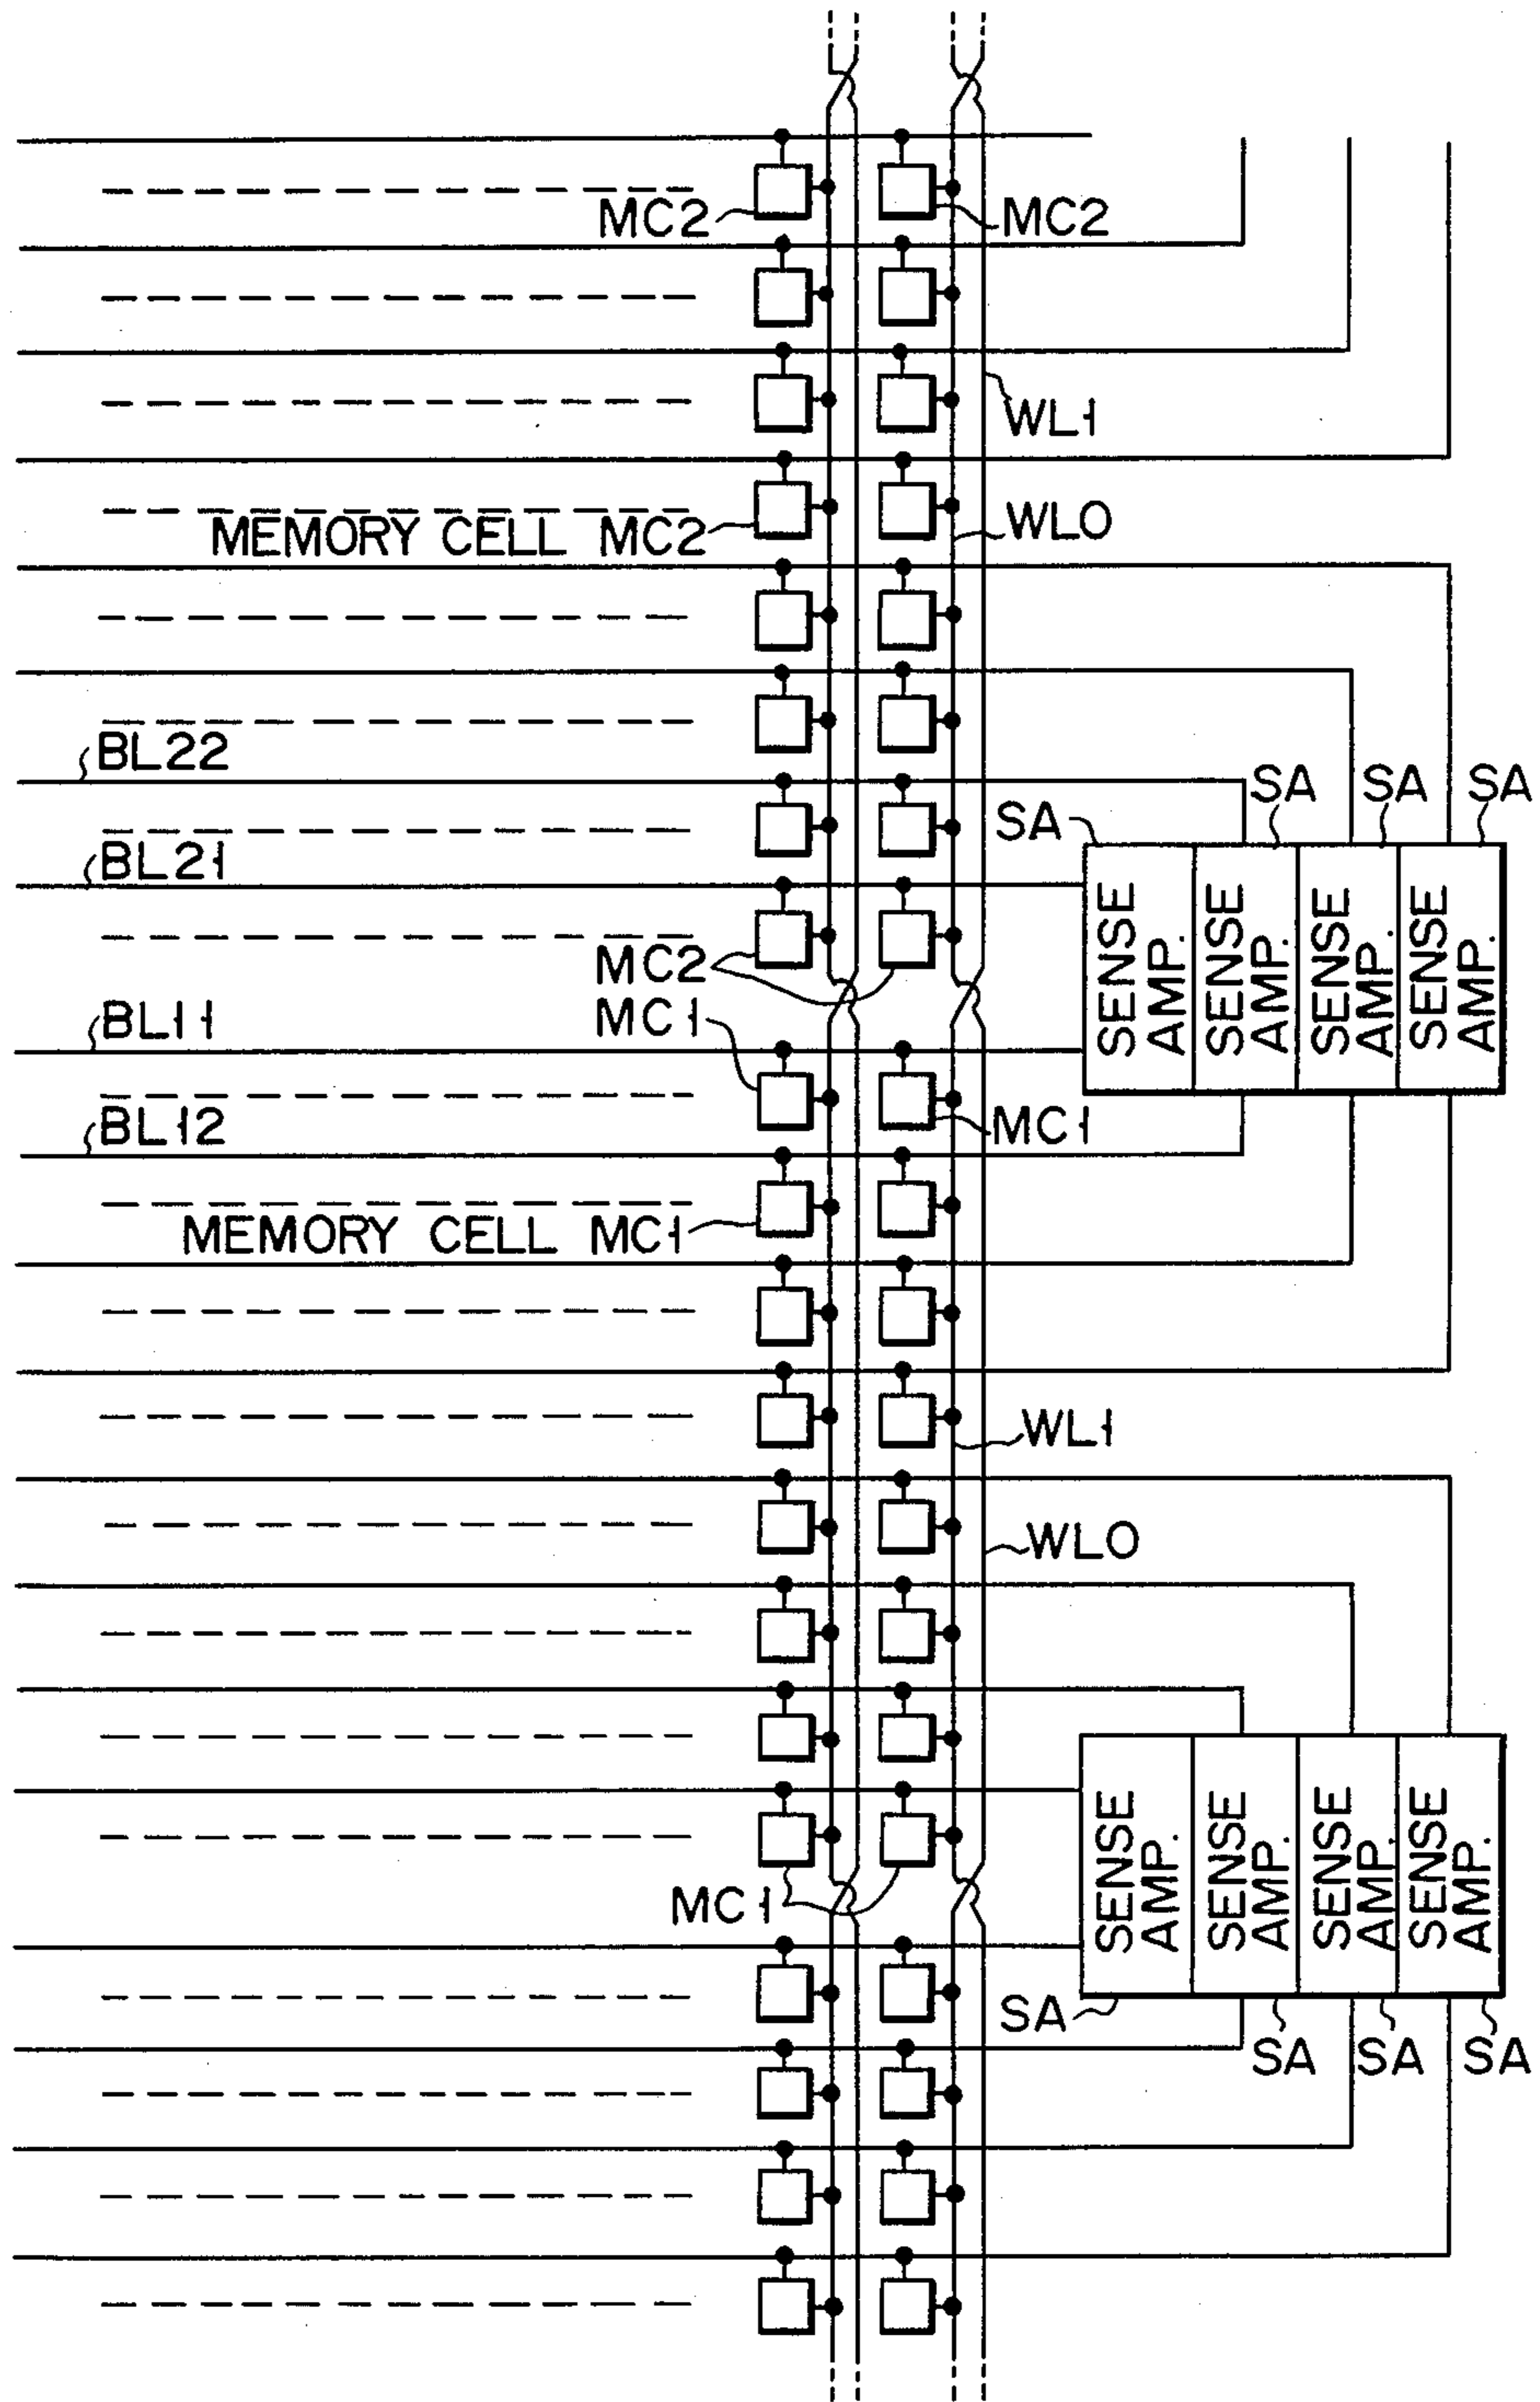 MC2
MC2
WL1
MEMORY CELL MC2
WL0
BL22
SA
SA
SA
SA
BL21
SENSE AMP.
SENSE AMP.
SENSE AMP.
SENSE AMP.
MC2
MC1
BL11
MC1
BL12
MEMORY CELL MC1
WL1
WL0
SENSE AMP.
SENSE AMP.
SENSE AMP.
SENSE AMP.
MC1
SA
SA
SA
SA